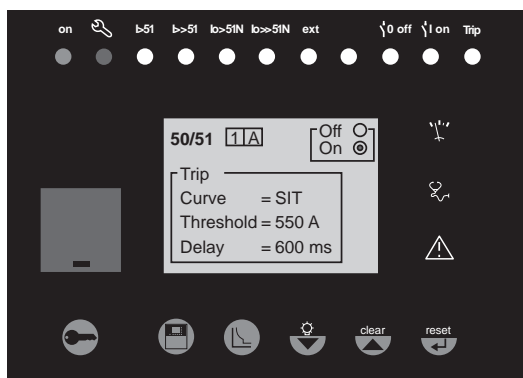 on I>51 I>>51 Io>51N Io>>51N ext 0 off I on Trip
50/51 1 A Off
On
Trip
Curve = SIT
Threshold = 550 A
Delay = 600 ms
clear reset